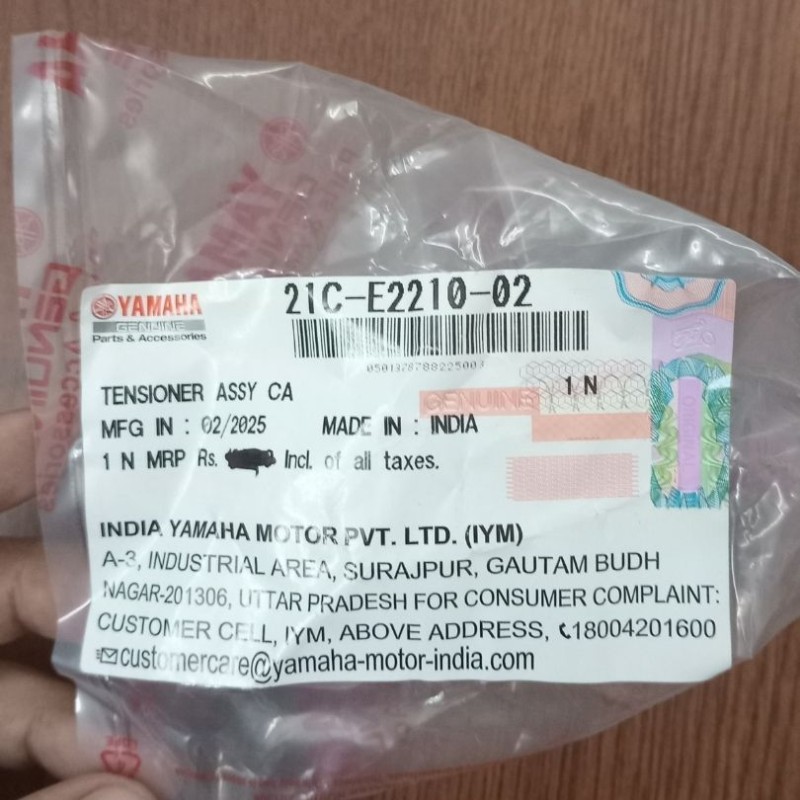 YAMAHA
GENUINE
Parts & Accessories
21C-E2210-02
TENSIONER ASSY CA
GENUINE
1 N
MFG IN : 02/2025 MADE IN : INDIA
1 N MRP Rs. Incl. of all taxes.
INDIA YAMAHA MOTOR PVT. LTD. (IYM)
A-3, INDUSTRIAL AREA, SURAJPUR, GAUTAM BUDH
NAGAR-201306, UTTAR PRADESH FOR CONSUMER COMPLAINT:
CUSTOMER CELL, IYM, ABOVE ADDRESS, 18004201600
customercare@yamaha-motor-india.com